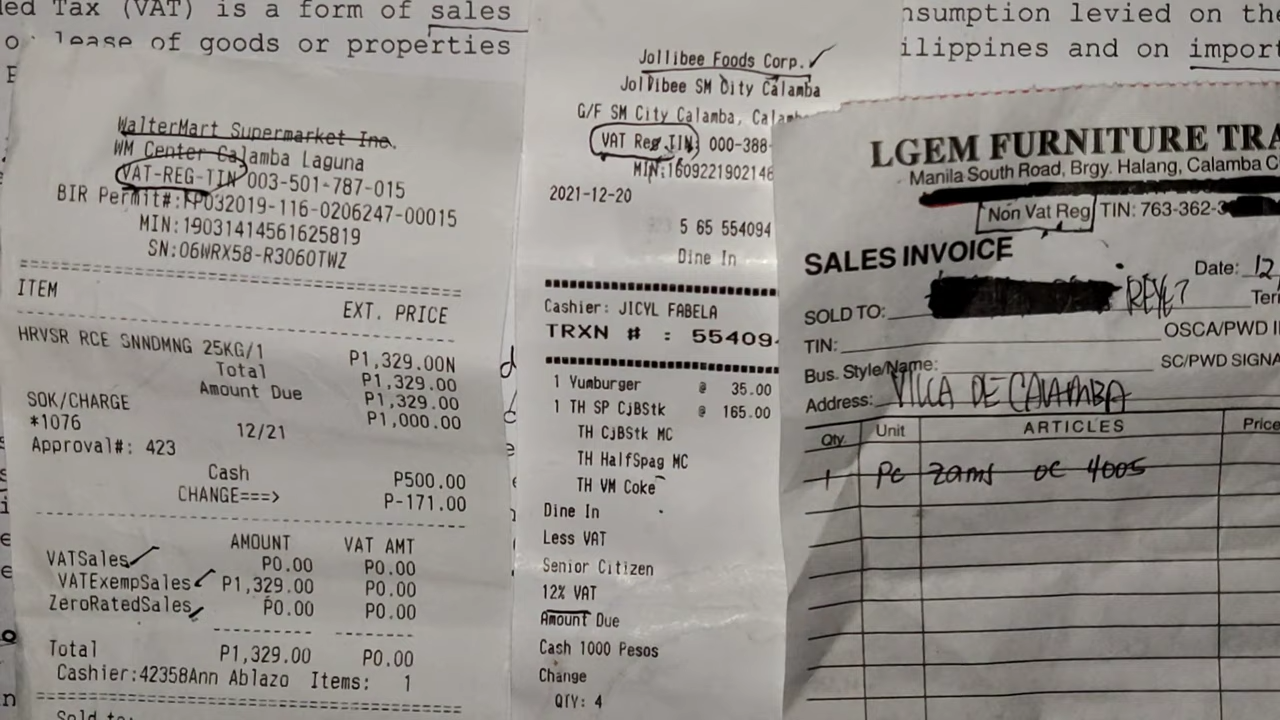 ed Tax (VAT) is a form of sales
lease of goods or properties
nsumption levied on the
ilippines and on import
WalterMart Supermarket Inc.
WM Center Calamba Laguna
VAT-REG-TIN 003-501-787-015
BIR Permit#:FP032019-116-0206247-00015
MIN:19031414561625819
SN:06WRX58-R3060TWZ
ITEM EXT. PRICE
HRVSR RCE SNNDMNG 25KG/1 P1,329.00N
Total P1,329.00
Amount Due P1,329.00
SOK/CHARGE P1,000.00
*1076 12/21
Approval#: 423
Cash P500.00
CHANGE===> P-171.00
AMOUNT VAT AMT
VATSales P0.00 P0.00
VATExempSales P1,329.00 P0.00
ZeroRatedSales P0.00 P0.00
Total P1,329.00 P0.00
Cashier:42358Ann Ablazo Items: 1
Sold to:
Jollibee Foods Corp.
Jollibee SM City Calamba
G/F SM City Calamba, Calamb
VAT Reg TIN 000-388-
MIN:1609221902146
2021-12-20
5 65 554094
Dine In
Cashier: JICYL FABELA
TRXN # : 55409
1 Yumburger @ 35.00
1 TH SP CjBStk @ 165.00
TH CjBStk MC
TH HalfSpag MC
TH VM Coke
Dine In
Less VAT
Senior Citizen
12% VAT
Amount Due
Cash 1000 Pesos
Change
QTY: 4
LGEM FURNITURE TRA
Manila South Road, Brgy. Halang, Calamba C
Non Vat Reg TIN: 763-362-3
SALES INVOICE
Date: 12
SOLD TO: REYES
Ter
TIN: OSCA/PWD I
Bus. Style/Name: SC/PWD SIGNA
Address: VILLA DE CALAMBA
Qty. Unit ARTICLES Price
1 pc zams oc 400s